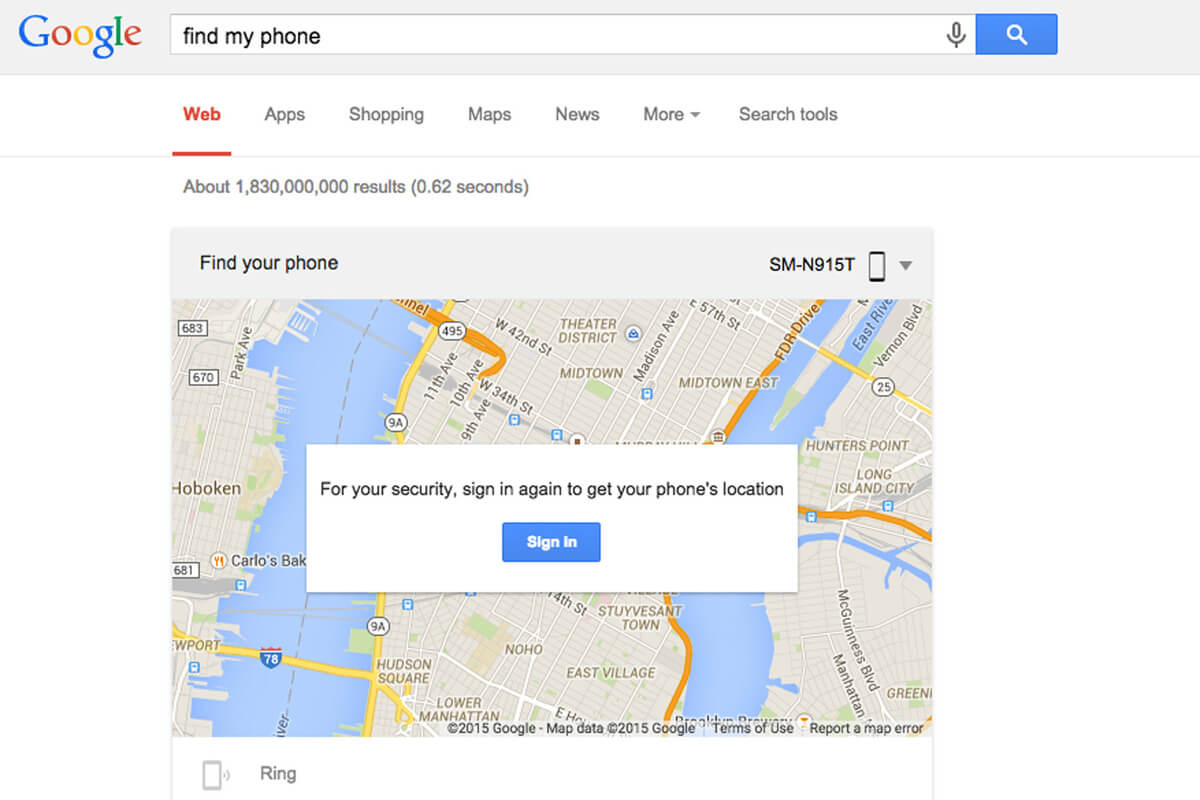 Google
find my phone
Web Apps Shopping Maps News More Search tools
About 1,830,000,000 results (0.62 seconds)
Find your phone SM-N915T
683
Park Ave
670
495
W 42nd St
11th Ave
10th Ave
9th Ave
W 34th St
9A
THEATER
DISTRICT
MIDTOWN
Madison Ave
E 57th St
MIDTOWN EAST
FDR Drive
East River
Vernon Blvd
25
HUNTERS POINT
LONG
ISLAND CITY
Hoboken
For your security, sign in again to get your phone's location
Sign in
Carlo's Bak
681
14th St
STUYVESANT
TOWN
9A
78
NOHO
HUDSON
SQUARE
EAST VILLAGE
LOWER
MANHATTAN
E Ho
McGuinness Blvd
Manhattan
GREENP
Brooklyn Brewery
©2015 Google - Map data ©2015 Google Terms of Use Report a map error
Ring